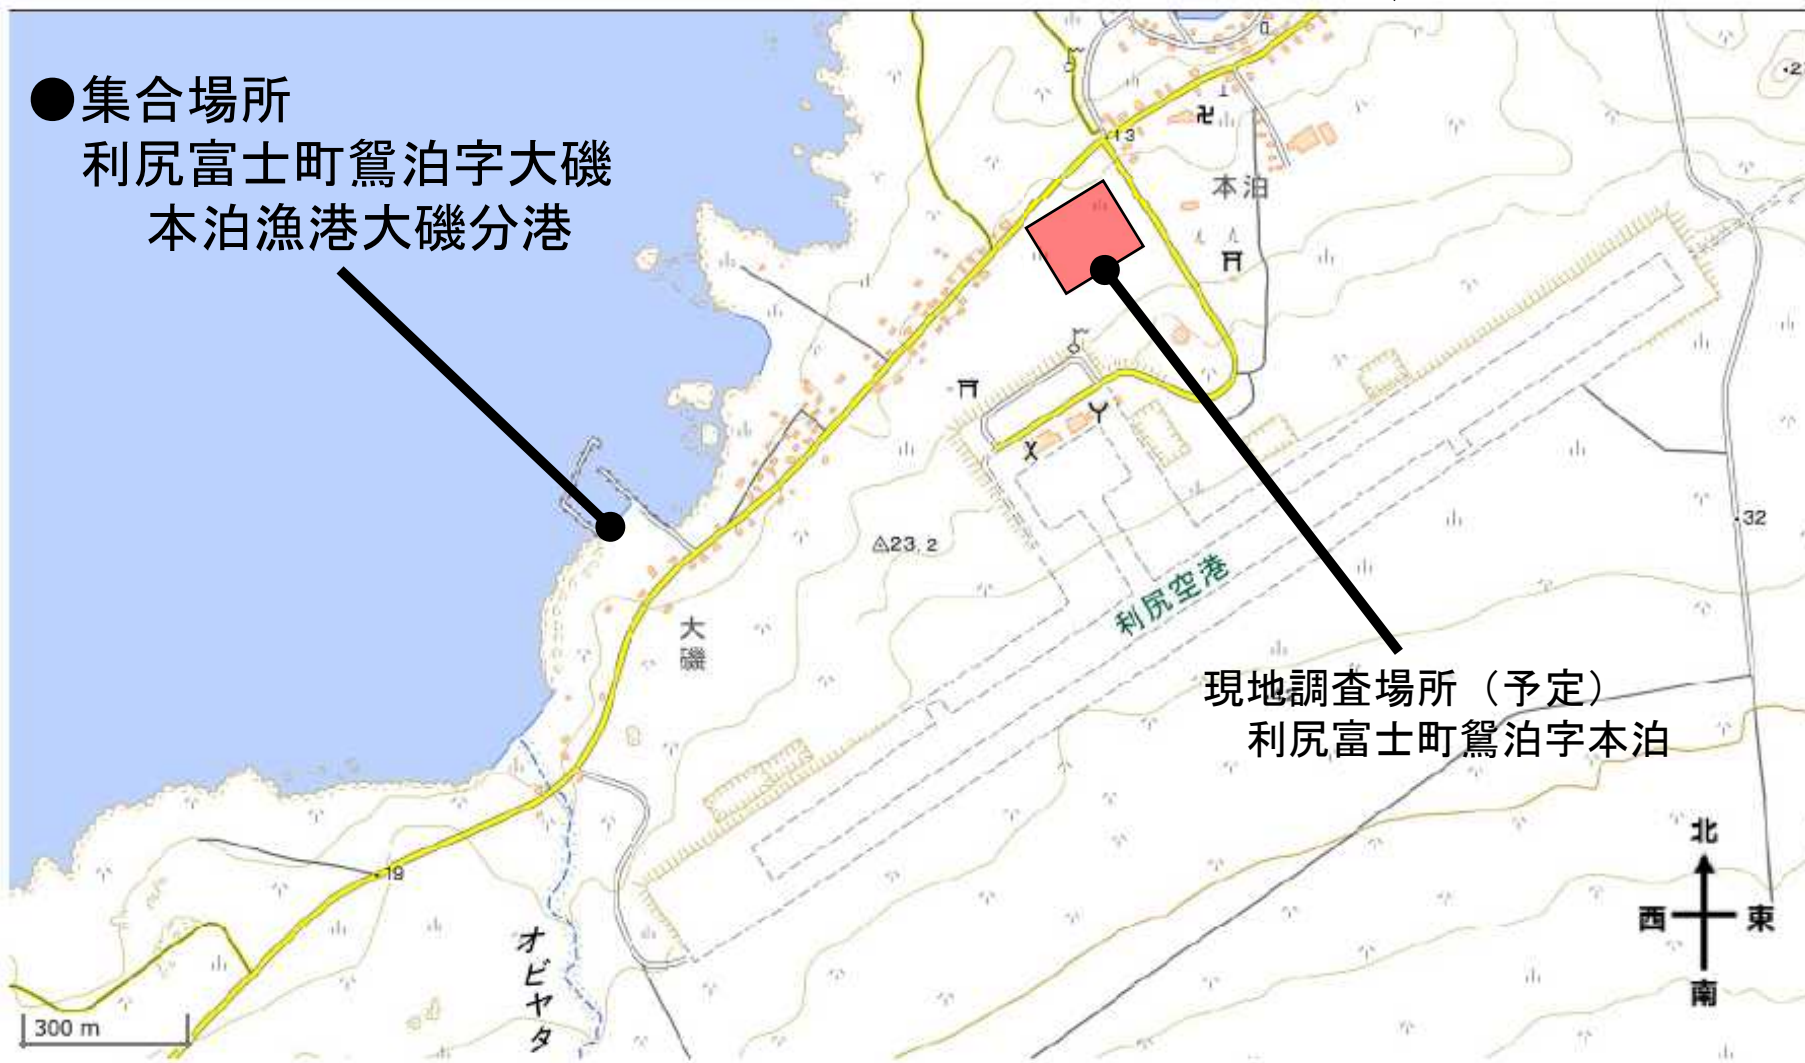 ●集合場所
利尻富士町鴛泊字大磯
本泊漁港大磯分港
13
本泊
32
23.2
利尻空港
大磯
現地調査場所（予定）
利尻富士町鴛泊字本泊
19
オビヤタ
北
西 東
南
300 m